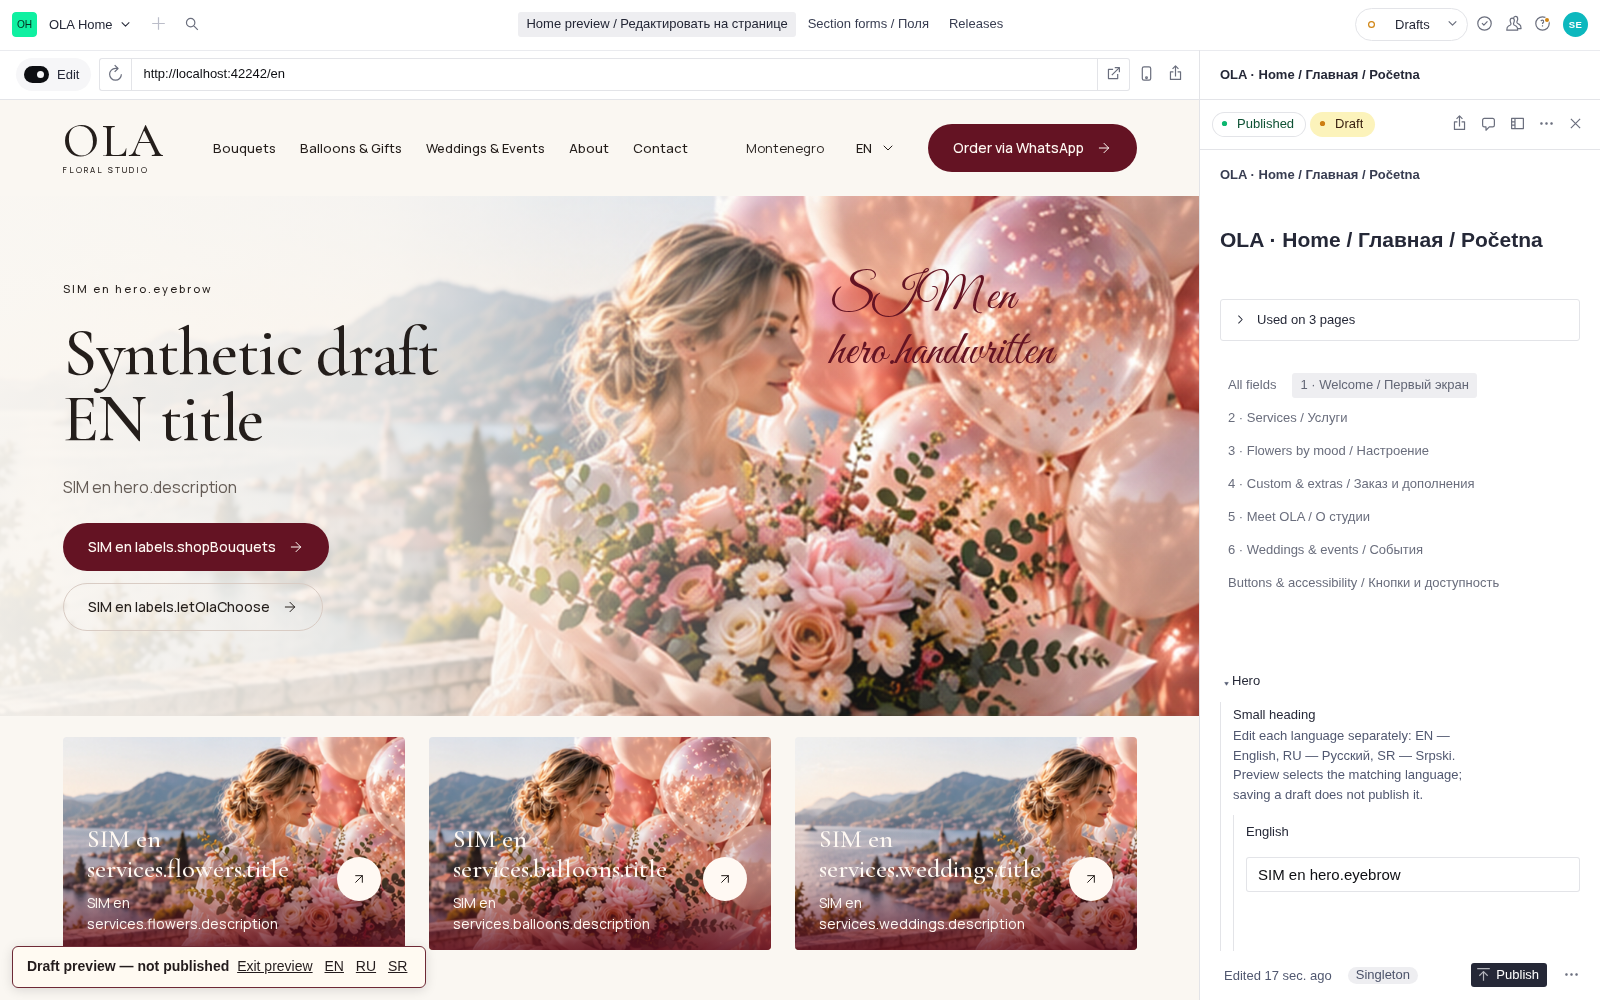 OH OLA Home Home preview / Редактировать на странице Section forms / Поля Releases Drafts SE
Edit http://localhost:42242/en
OLA · Home / Главная / Početna
OLA
FLORAL STUDIO
Bouquets Balloons & Gifts Weddings & Events About Contact Montenegro EN Order via WhatsApp
SIM en hero.eyebrow
Synthetic draft
EN title
SIM en hero.description
SIM en labels.shopBouquets
SIM en labels.letOlaChoose
SIM en
hero.handwritten
SIM en
services.flowers.title
SIM en
services.flowers.description
SIM en
services.balloons.title
SIM en
services.balloons.description
SIM en
services.weddings.title
SIM en
services.weddings.description
Draft preview — not published Exit preview EN RU SR
Published Draft
OLA · Home / Главная / Početna
OLA · Home / Главная / Početna
Used on 3 pages
All fields 1 · Welcome / Первый экран
2 · Services / Услуги
3 · Flowers by mood / Настроение
4 · Custom & extras / Заказ и дополнения
5 · Meet OLA / О студии
6 · Weddings & events / События
Buttons & accessibility / Кнопки и доступность
Hero
Small heading
Edit each language separately: EN —
English, RU — Русский, SR — Srpski.
Preview selects the matching language;
saving a draft does not publish it.
English
SIM en hero.eyebrow
Edited 17 sec. ago Singleton Publish